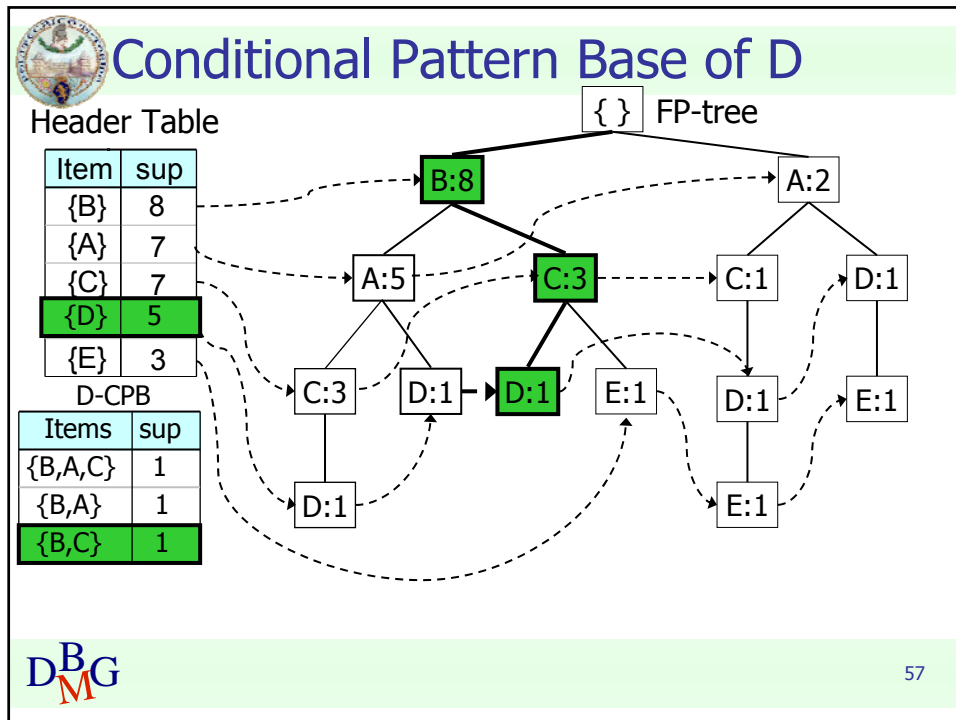 Conditional Pattern Base of D
Header Table
{ } FP-tree
Item sup
{B} 8
{A} 7
{C} 7
{D} 5
{E} 3
B:8 A:2
A:5 C:3 C:1 D:1
C:3 D:1 D:1 E:1 D:1 E:1
D:1 E:1
D-CPB
Items sup
{B,A,C} 1
{B,A} 1
{B,C} 1
DBMG
57